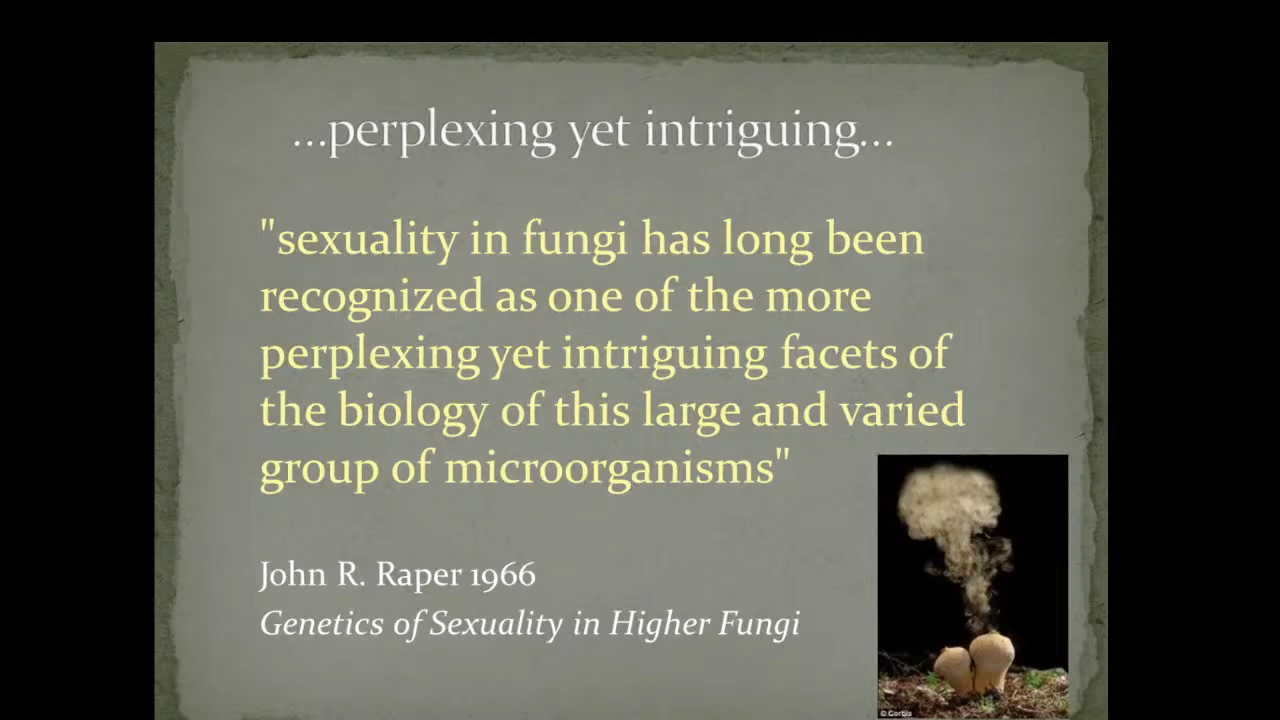 ...perplexing yet intriguing...
"sexuality in fungi has long been
recognized as one of the more
perplexing yet intriguing facets of
the biology of this large and varied
group of microorganisms"
John R. Raper 1966
Genetics of Sexuality in Higher Fungi
© Corbis